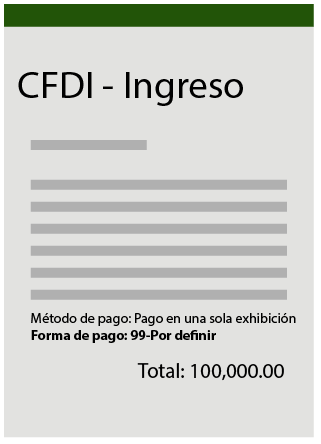 CFDI - Ingreso
Método de pago: Pago en una sola exhibición
Forma de pago: 99-Por definir
Total: 100,000.00